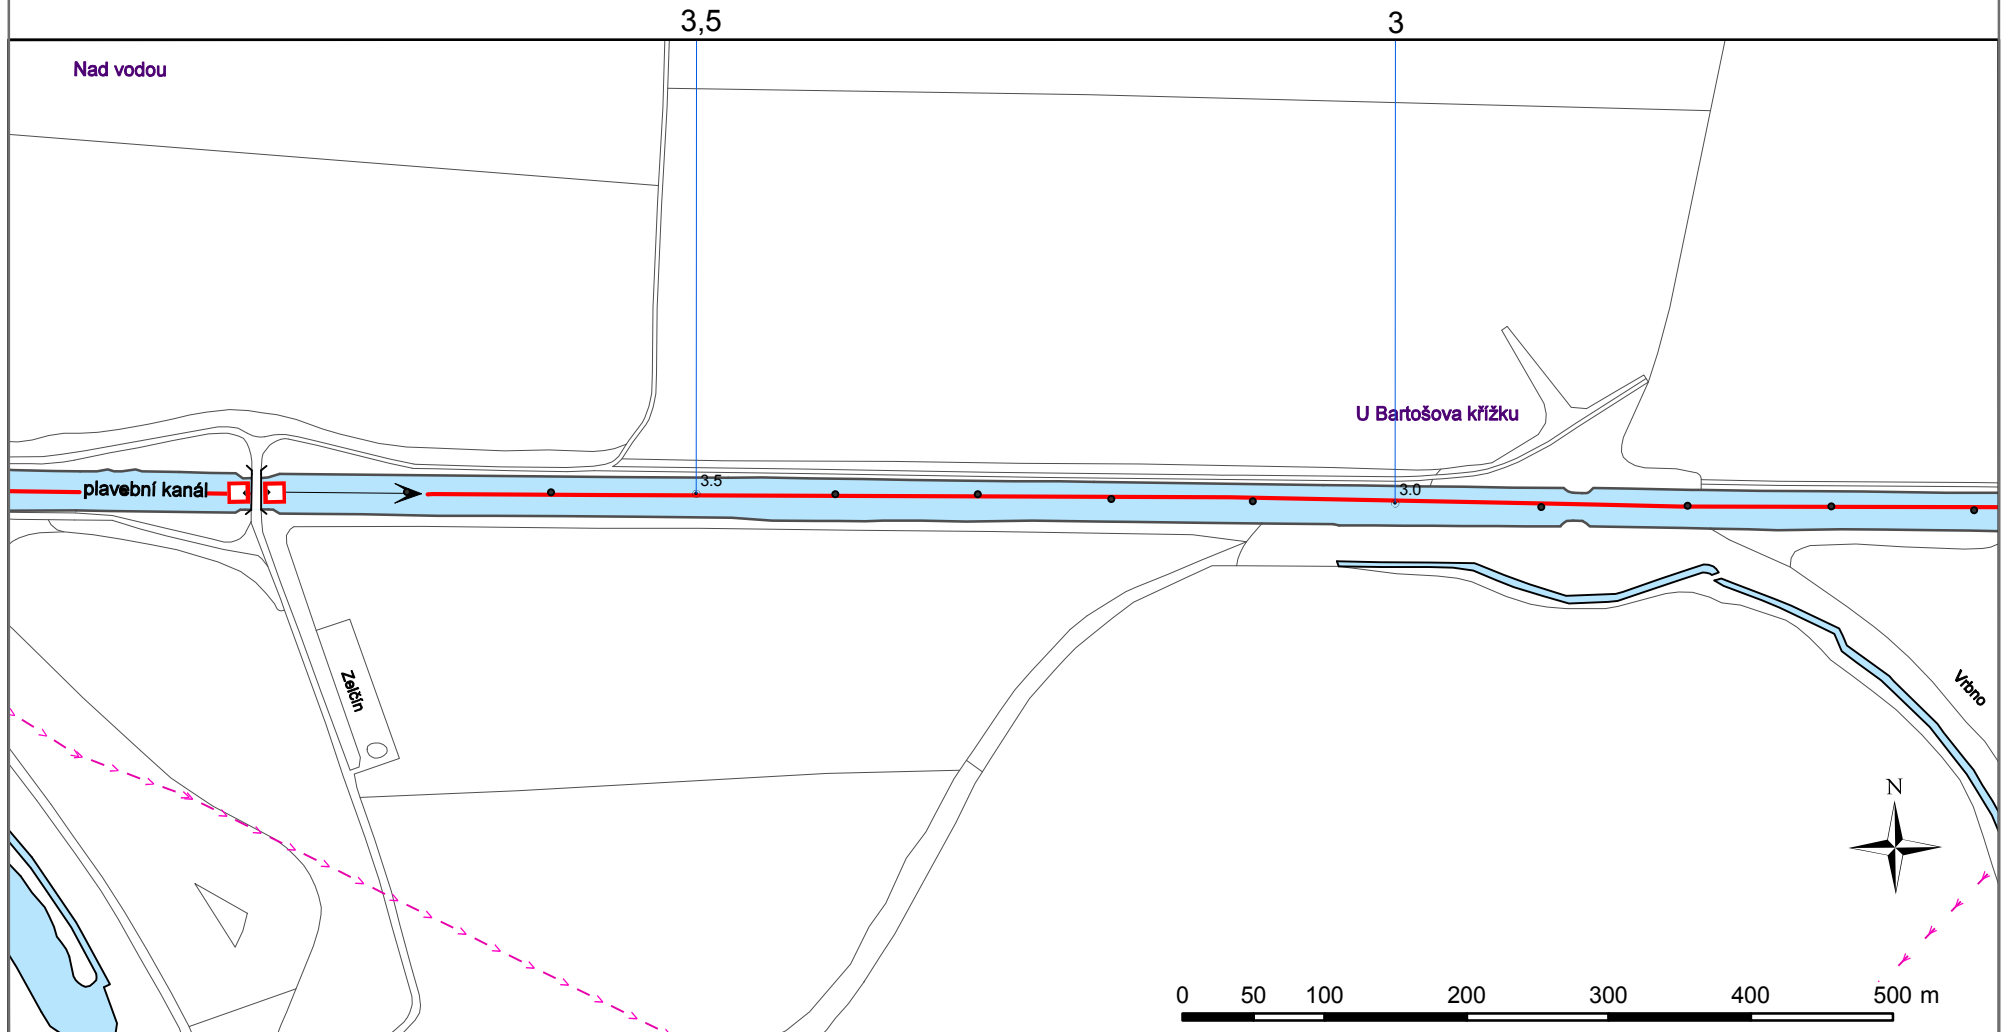 3,5
3
Nad vodou
U Bartošova křížku
3.5
plavební kanál
3.0
Zelčín
Vrbno
N
0 50 100 200 300 400 500 m